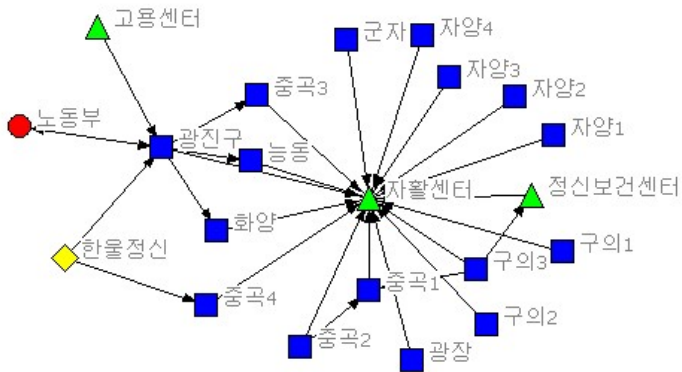 고용센터
군자
자양4
자양3
중곡3
자양2
노동부
광진구
자양1
능동
자활센터
정신보건센터
화양
한울정신
구의1
구의3
중곡4
중곡1
구의2
중곡2
광장